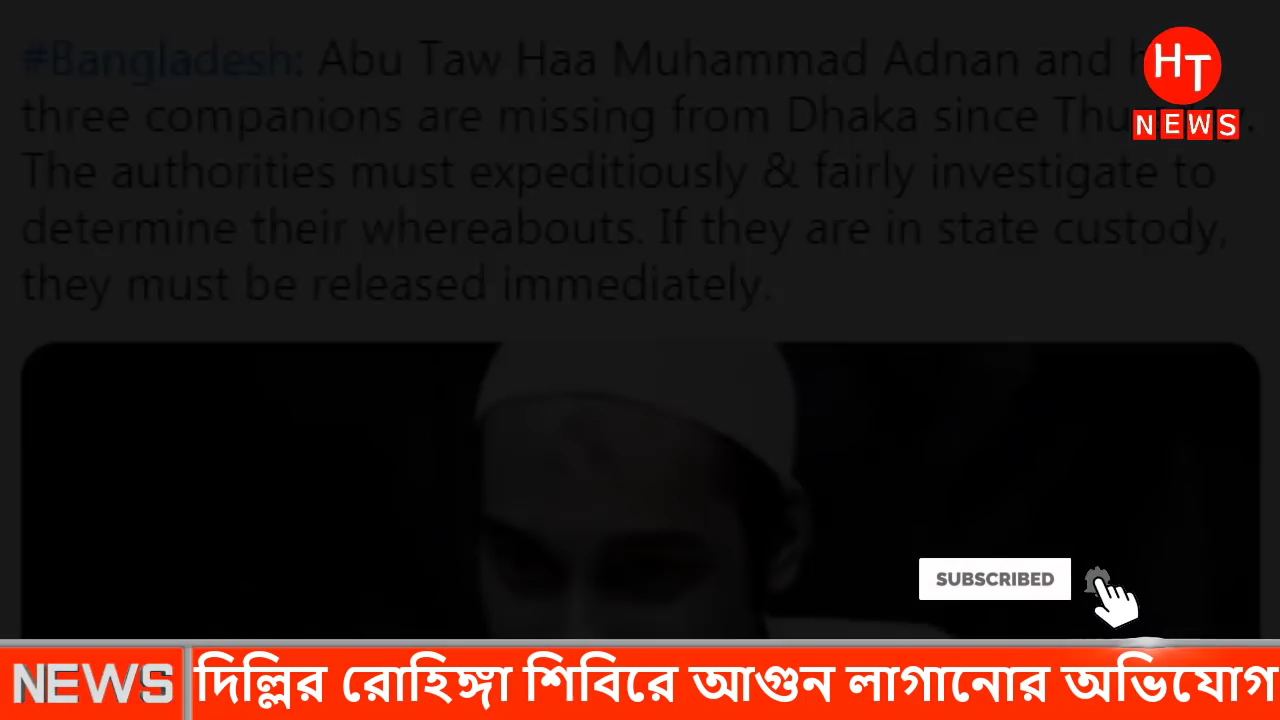 #Bangladesh: Abu Taw Haa Muhammad Adnan and
three companions are missing from Dhaka since
The authorities must expeditiously & fairly investigate to
determine their whereabouts. If they are in state custody,
they must be released immediately.
HT
NEWS
SUBSCRIBED
NEWS
দিল্লির রোহিঙ্গা শিবিরে আগুন লাগানোর অভিযোগ